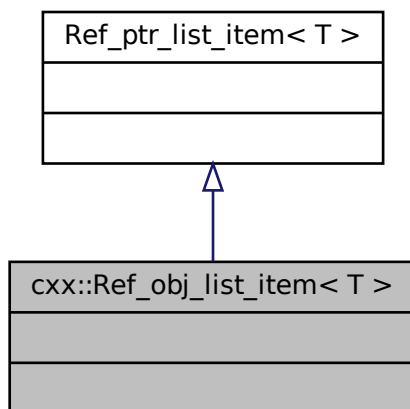 Ref_ptr_list_item< T >
cxx::Ref_obj_list_item< T >